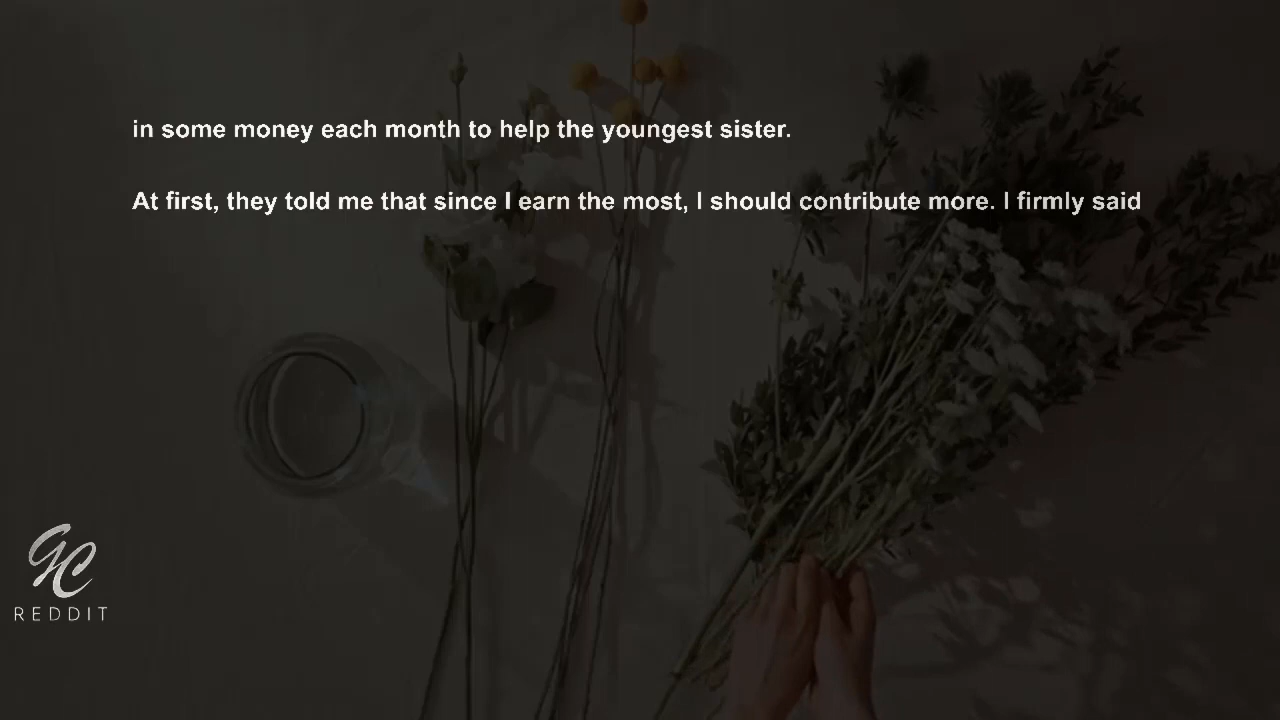 in some money each month to help the youngest sister.
At first, they told me that since I earn the most, I should contribute more. I firmly said
GC
REDDIT